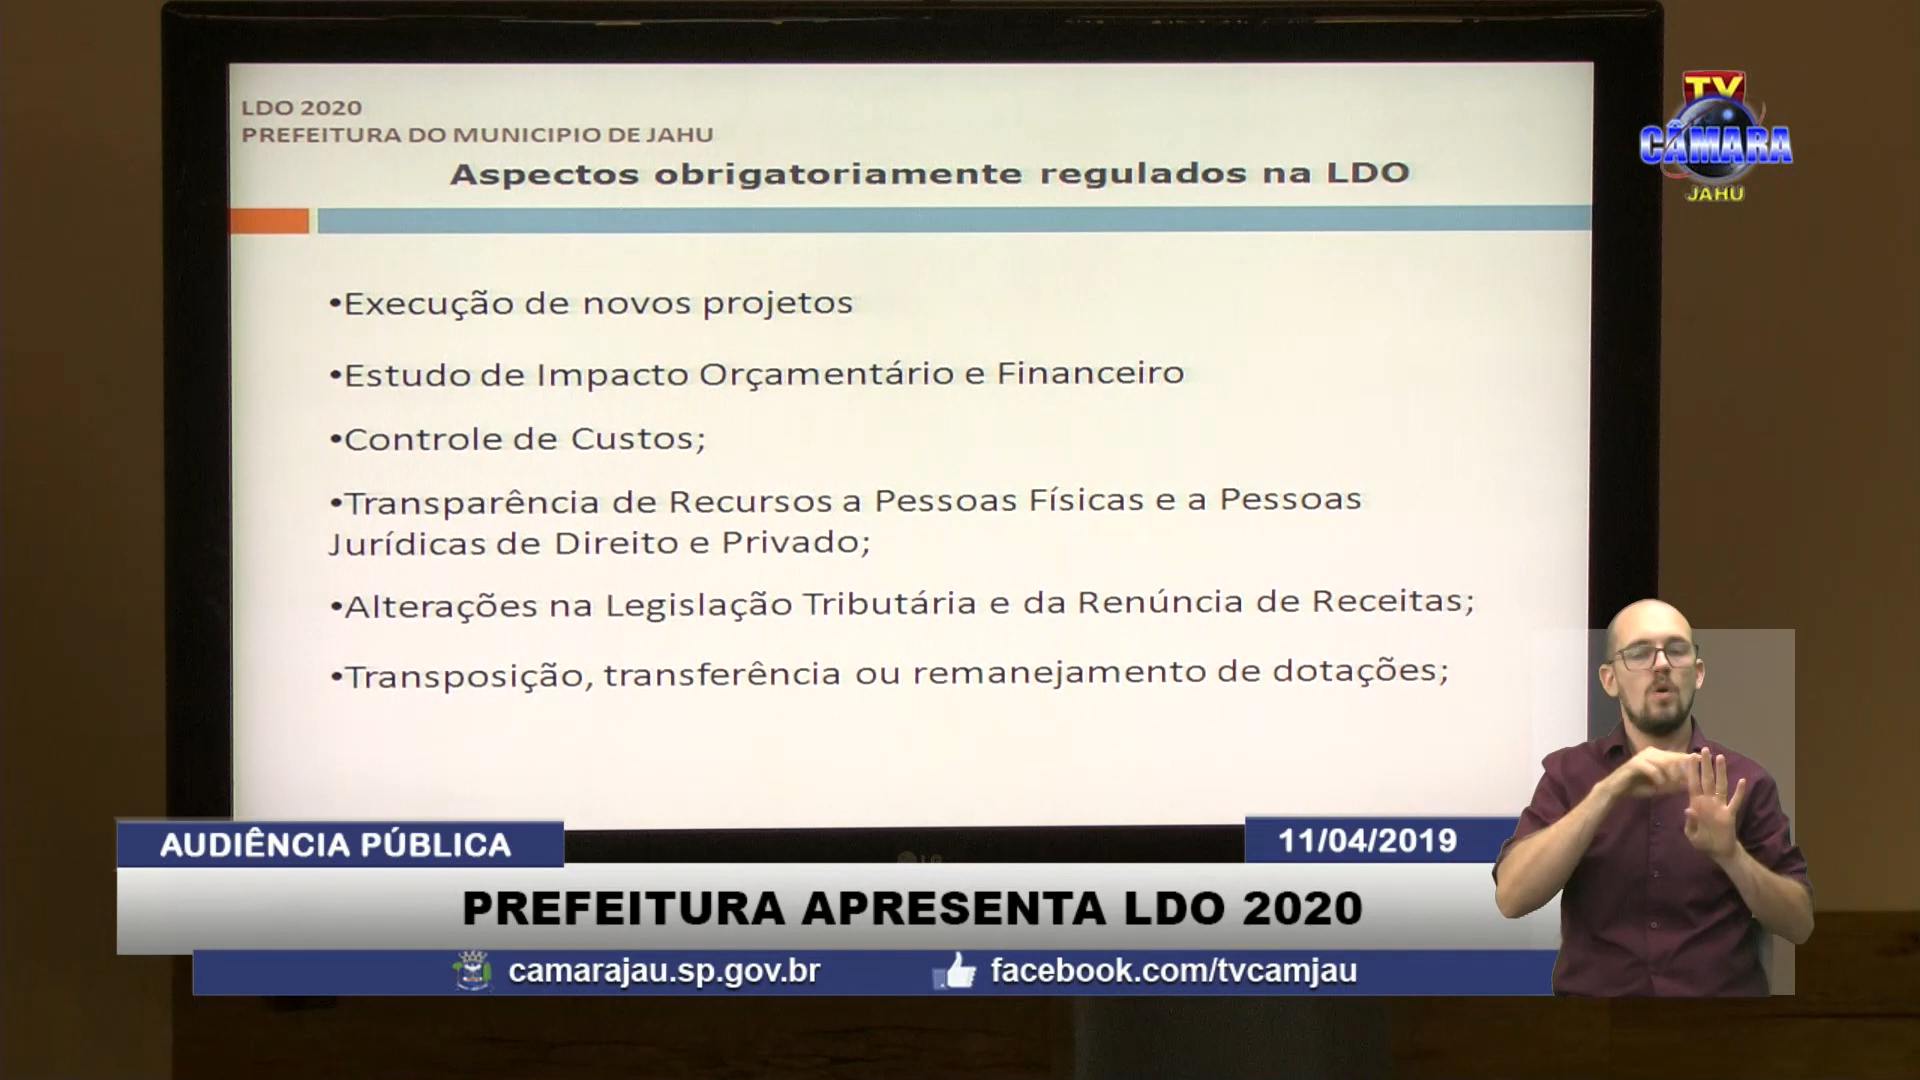 LDO 2020
PREFEITURA DO MUNICIPIO DE JAHU
Aspectos obrigatoriamente regulados na LDO
•Execução de novos projetos
•Estudo de Impacto Orçamentário e Financeiro
•Controle de Custos;
•Transparência de Recursos a Pessoas Físicas e a Pessoas
Jurídicas de Direito e Privado;
•Alterações na Legislação Tributária e da Renúncia de Receitas;
•Transposição, transferência ou remanejamento de dotações;
TV
CÂMARA
JAHU
LG
AUDIÊNCIA PÚBLICA
11/04/2019
PREFEITURA APRESENTA LDO 2020
camarajau.sp.gov.br
facebook.com/tvcamjau